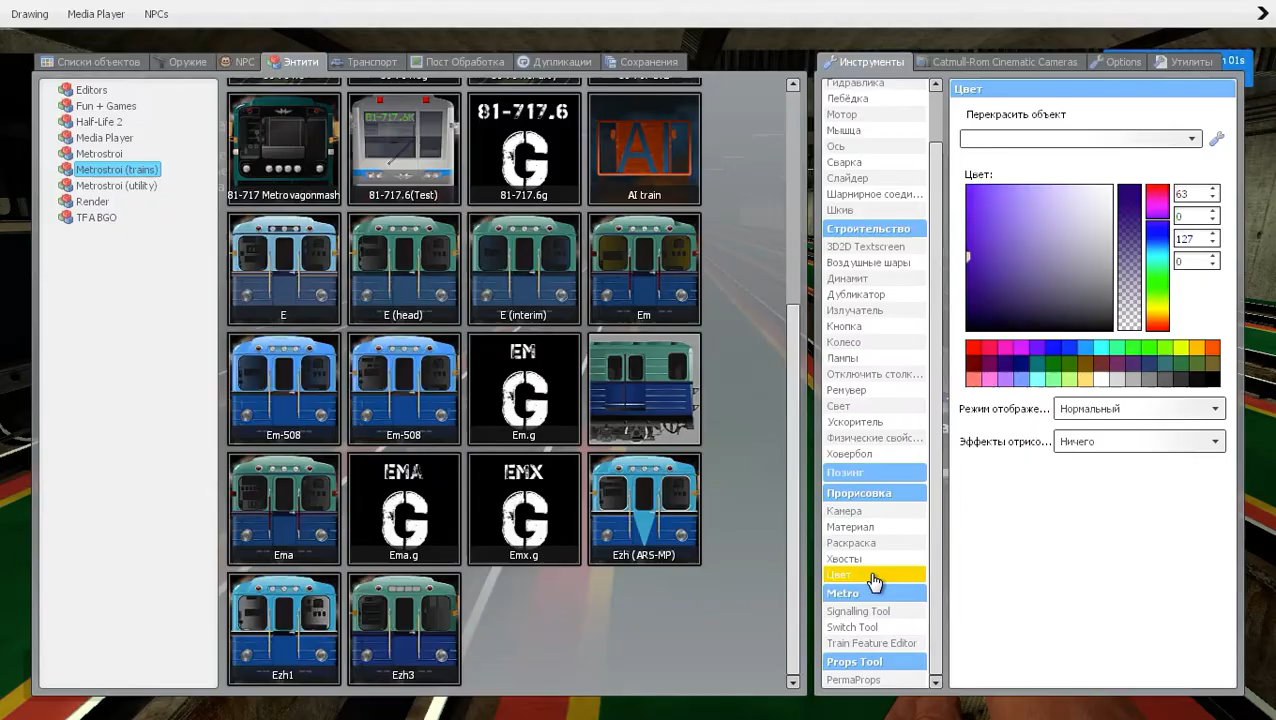 Drawing Media Player NPCs
Списки объектов Оружие NPC Энтити Транспорт Пост Обработка Дупликации Сохранения
Инструменты Catmull-Rom Cinematic Cameras Options Утилиты 01s
Editors
Fun + Games
Half-Life 2
Media Player
Metrostroi
Metrostroi (trains)
Metrostroi (utility)
Render
TFA BGO
81-717 Metrovagonmash
81-717.6K
81-717.6(Test)
81-717.6
G
81-717.6g
AI
AI train
E
E (head)
E (interim)
Em
Em-508
Em-508
EM
G
Em.g
Ema
EMA
G
Ema.g
EMX
G
Emx.g
Ezh (ARS-MP)
Ezh1
Ezh3
Гидравлика
Лебёдка
Мотор
Мышца
Ось
Сварка
Слайдер
Шарнирное соеди...
Шкив
Строительство
3D2D Textscreen
Воздушные шары
Динамит
Дубликатор
Излучатель
Кнопка
Колесо
Лампы
Отключить столк...
Ремувер
Свет
Ускоритель
Физические свойс...
Ховербол
Позинг
Прорисовка
Камера
Материал
Раскраска
Хвосты
Цвет
Metro
Signalling Tool
Switch Tool
Train Feature Editor
Props Tool
PermaProps
Цвет
Перекрасить объект
Цвет:
63
0
127
0
Режим отображе... Нормальный
Эффекты отрисо... Ничего